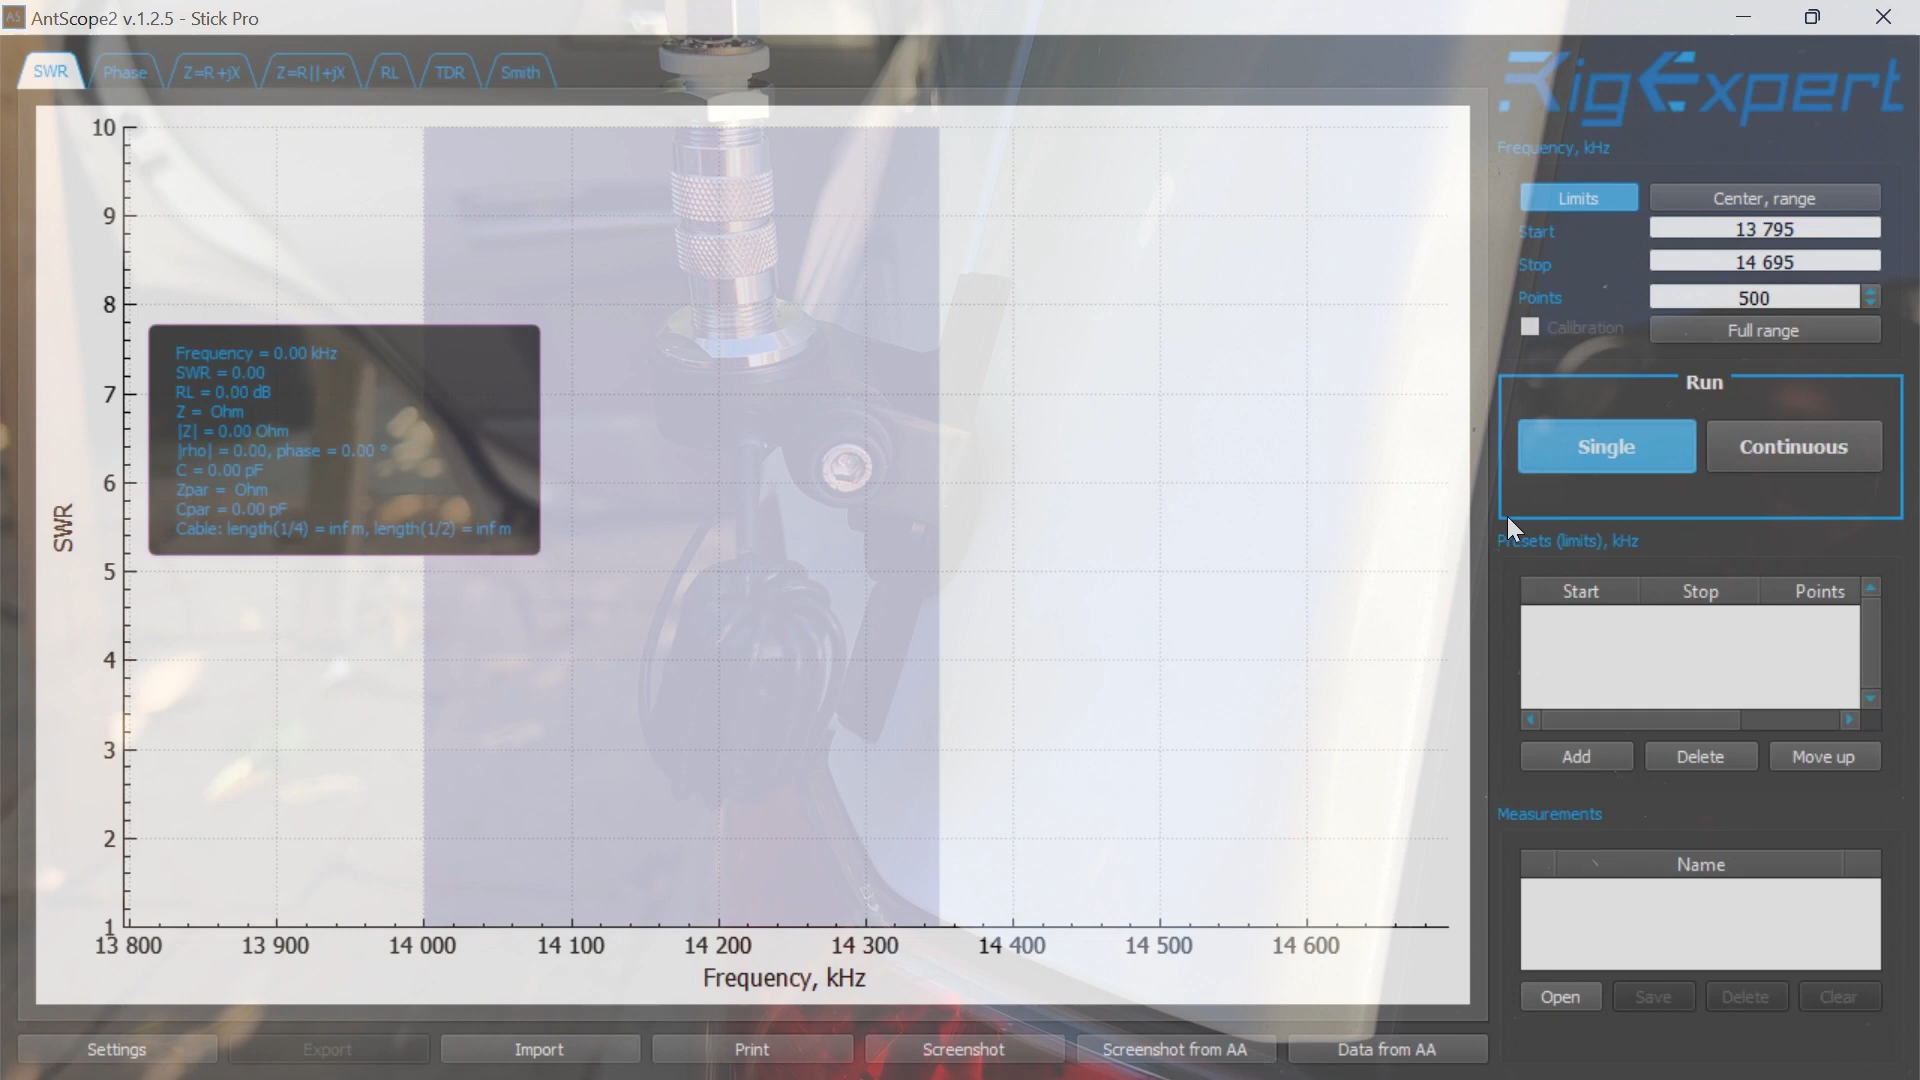 AS AntScope2 v.1.2.5 - Stick Pro
SWR Phase Z=R+jX Z=R||+jX RL TDR Smith
RigExpert
Frequency, kHz
Limits Center, range
Start 13 795
Stop 14 695
Points 500
Calibration Full range
Run
Single Continuous
Presets (limits), kHz
Start Stop Points
Add Delete Move up
Measurements
Name
Open Save Delete Clear
10
9
8
7
6
5
4
3
2
1
SWR
Frequency = 0.00 kHz
SWR = 0.00
RL = 0.00 dB
Z = Ohm
|Z| = 0.00 Ohm
|rho| = 0.00, phase = 0.00 °
C = 0.00 pF
Zpar = Ohm
Cpar = 0.00 pF
Cable: length(1/4) = inf m, length(1/2) = inf m
13 800 13 900 14 000 14 100 14 200 14 300 14 400 14 500 14 600
Frequency, kHz
Settings Export Import Print Screenshot Screenshot from AA Data from AA